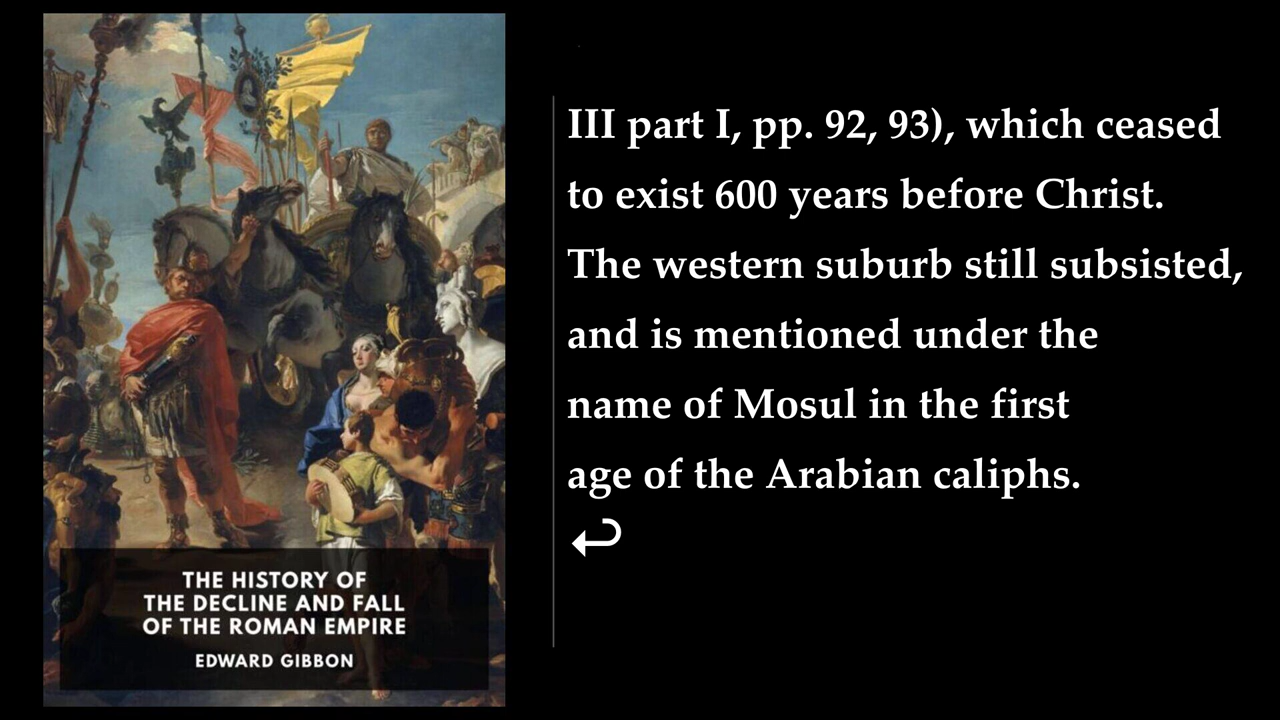 III part I, pp. 92, 93), which ceased
to exist 600 years before Christ.
The western suburb still subsisted,
and is mentioned under the
name of Mosul in the first
age of the Arabian caliphs.
↩
THE HISTORY OF
THE DECLINE AND FALL
OF THE ROMAN EMPIRE
EDWARD GIBBON